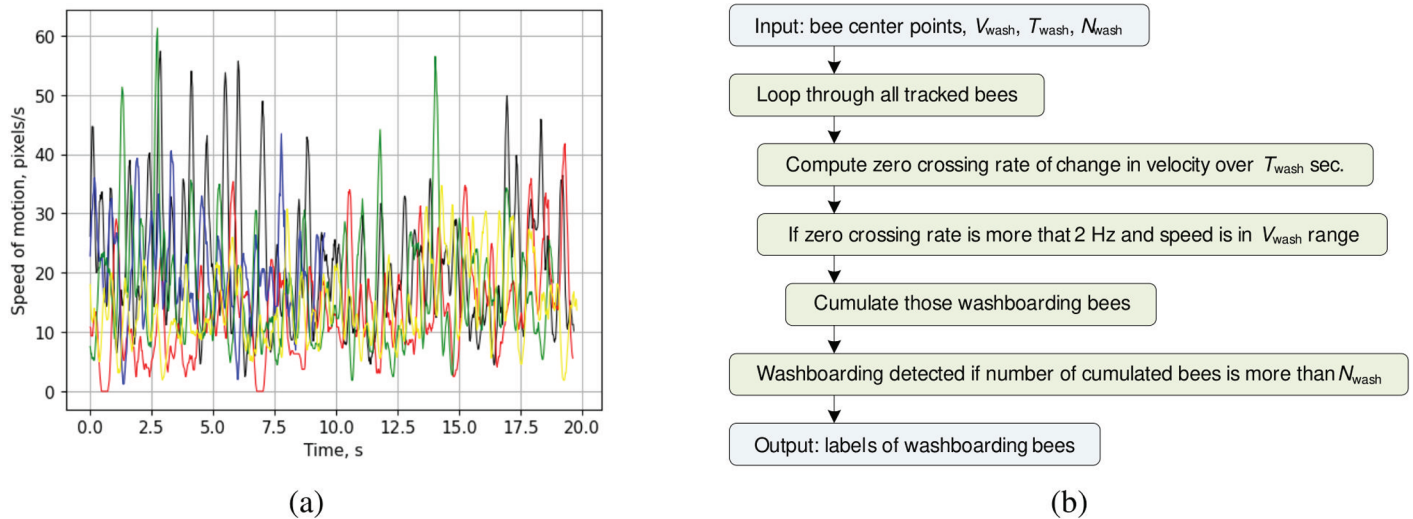 60
50
40
30
20
10
0
Speed of motion, pixels/s
0.0 2.5 5.0 7.5 10.0 12.5 15.0 17.5 20.0
Time, s
(a)
Input: bee center points, Vwash, Twash, Nwash
Loop through all tracked bees
Compute zero crossing rate of change in velocity over Twash sec.
If zero crossing rate is more that 2 Hz and speed is in Vwash range
Cumulate those washboarding bees
Washboarding detected if number of cumulated bees is more than Nwash
Output: labels of washboarding bees
(b)